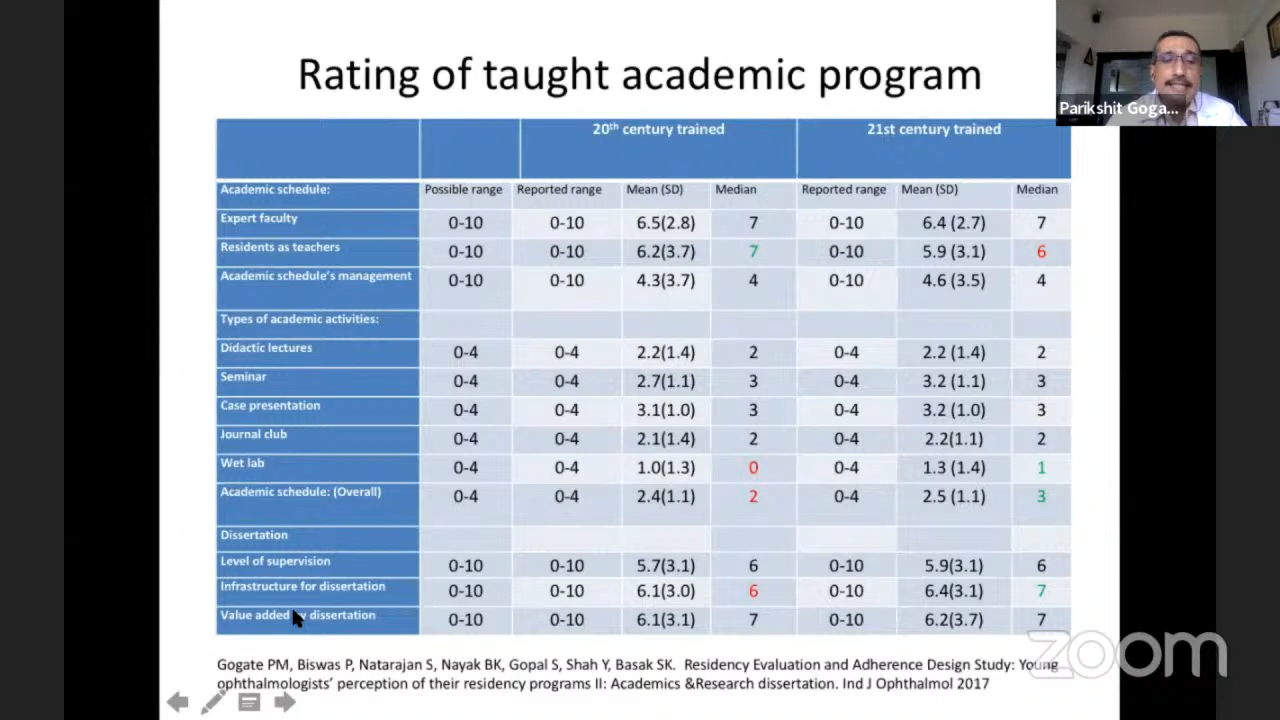 Rating of taught academic program
Parikshit Goga...
20th century trained 21st century trained
Academic schedule: Possible range Reported range Mean (SD) Median Reported range Mean (SD) Median
Expert faculty 0-10 0-10 6.5(2.8) 7 0-10 6.4 (2.7) 7
Residents as teachers 0-10 0-10 6.2(3.7) 7 0-10 5.9 (3.1) 6
Academic schedule's management 0-10 0-10 4.3(3.7) 4 0-10 4.6 (3.5) 4
Types of academic activities:
Didactic lectures 0-4 0-4 2.2(1.4) 2 0-4 2.2 (1.4) 2
Seminar 0-4 0-4 2.7(1.1) 3 0-4 3.2 (1.1) 3
Case presentation 0-4 0-4 3.1(1.0) 3 0-4 3.2 (1.0) 3
Journal club 0-4 0-4 2.1(1.4) 2 0-4 2.2(1.1) 2
Wet lab 0-4 0-4 1.0(1.3) 0 0-4 1.3 (1.4) 1
Academic schedule: (Overall) 0-4 0-4 2.4(1.1) 2 0-4 2.5 (1.1) 3
Dissertation
Level of supervision 0-10 0-10 5.7(3.1) 6 0-10 5.9(3.1) 6
Infrastructure for dissertation 0-10 0-10 6.1(3.0) 6 0-10 6.4(3.1) 7
Value added by dissertation 0-10 0-10 6.1(3.1) 7 0-10 6.2(3.7) 7
zoom
Gogate PM, Biswas P, Natarajan S, Nayak BK, Gopal S, Shah Y, Basak SK. Residency Evaluation and Adherence Design Study: Young
ophthalmologists' perception of their residency programs II: Academics &Research dissertation. Ind J Ophthalmol 2017